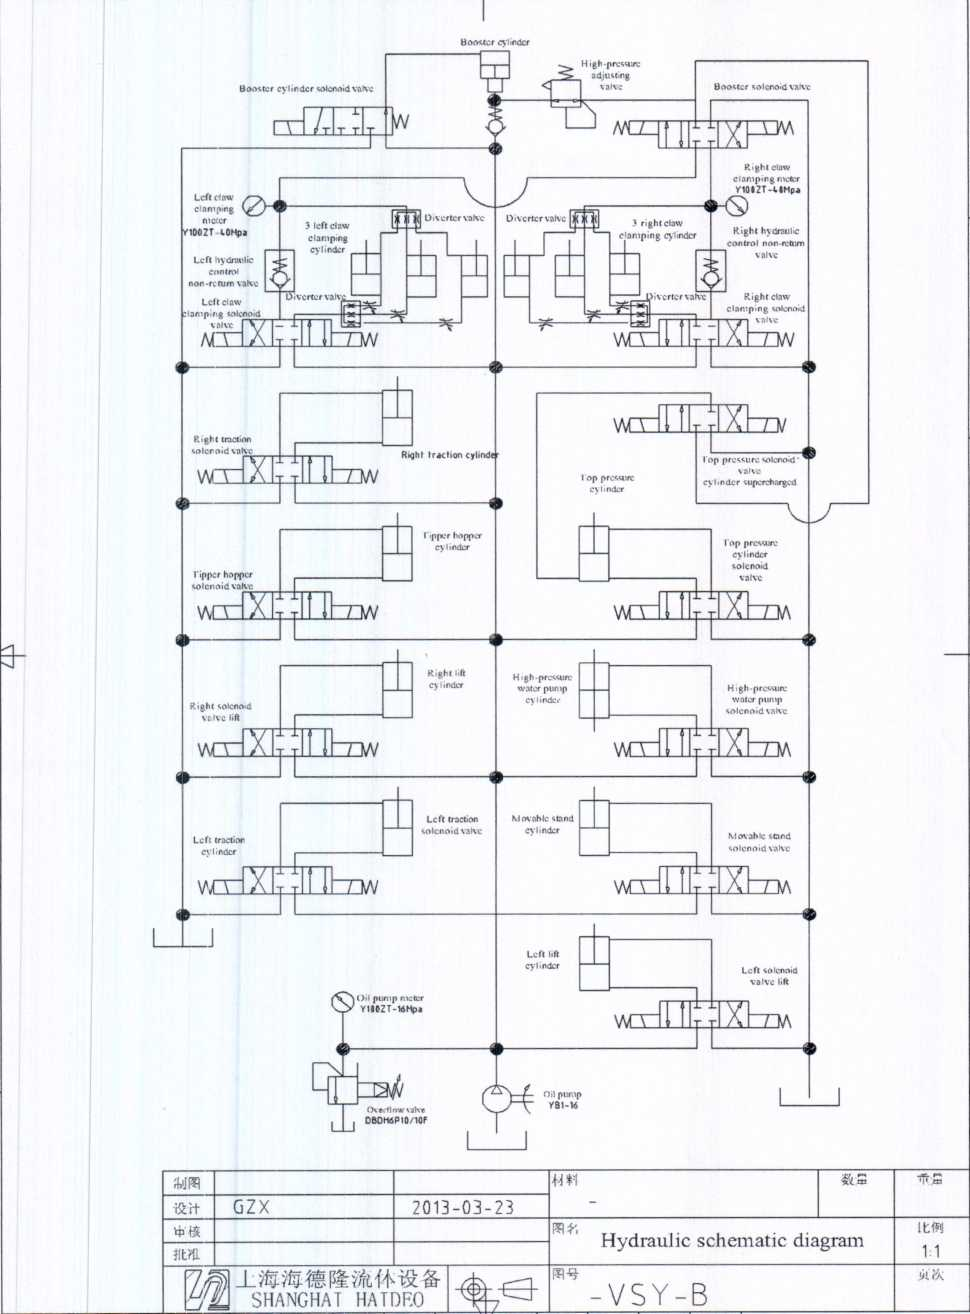 Booster cylinder
High-pressure
adjusting
valve
Booster cylinder solenoid valve
Booster solenoid valve
Left claw
clamping
meter
Y100ZT-40Mpa
3 left claw
clamping
cylinder
Diverter valve
Diverter valve
3 right claw
clamping cylinder
Right claw
clamping meter
Y100ZT-40Mpa
Right hydraulic
control non-return
valve
Left hydraulic
control
non-return valve
Diverter valve
Diverter valve
Left claw
clamping solenoid
valve
Right claw
clamping solenoid
valve
Right traction
solenoid valve
Right traction cylinder
Top pressure solenoid
valve
cylinder supercharged
Top pressure
cylinder
Tipper hopper
cylinder
Tipper hopper
solenoid valve
Top pressure
cylinder
solenoid
valve
Right lift
cylinder
Right solenoid
valve lift
High-pressure
water pump
cylinder
High-pressure
water pump
solenoid valve
Left traction
solenoid valve
Left traction
cylinder
Movable stand
cylinder
Movable stand
solenoid valve
Left lift
cylinder
Left solenoid
valve lift
Oil pump meter
Y100ZT-16Mpa
Overflow valve
DBDH6P10/10F
Oil pump
YB1-16
制图
材料
数量
重量
设计 GZX 2013-03-23
-
审核
图名 Hydraulic schematic diagram
比例
批准
1:1
上海海德隆流体设备
SHANGHAT HATDEO
图号 -VSY-B
页次